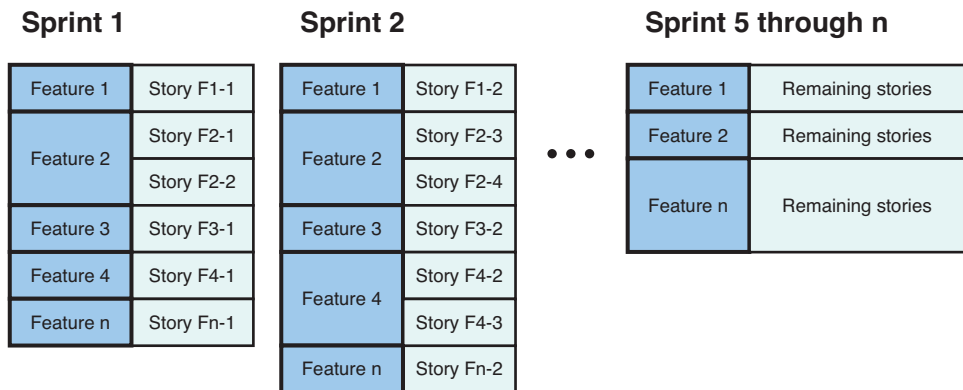 Sprint 1
Feature 1 Story F1-1
Feature 2 Story F2-1
Story F2-2
Feature 3 Story F3-1
Feature 4 Story F4-1
Feature n Story Fn-1
Sprint 2
Feature 1 Story F1-2
Feature 2 Story F2-3
Story F2-4
Feature 3 Story F3-2
Feature 4 Story F4-2
Story F4-3
Feature n Story Fn-2
Sprint 5 through n
Feature 1 Remaining stories
Feature 2 Remaining stories
Feature n Remaining stories